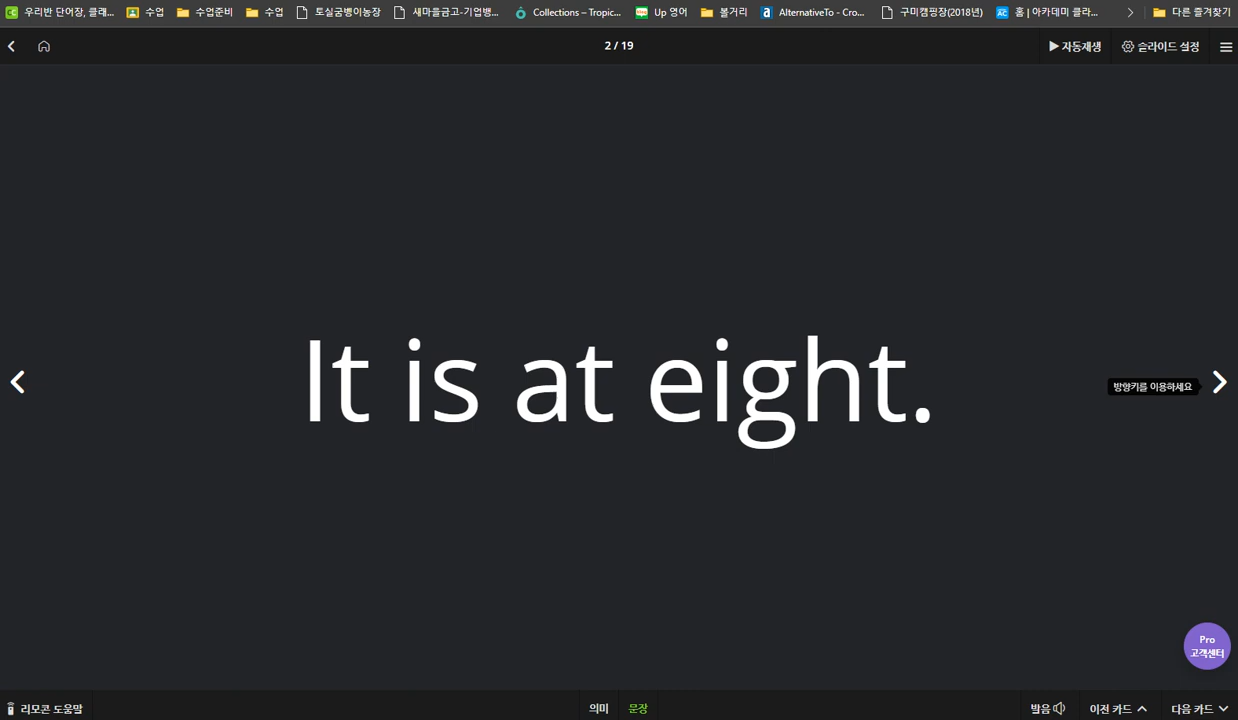 우리반 단어장, 클래... 수업 수업준비 수업 토실굼벵이농장 새마을금고-기업뱅... Collections – Tropic... Up 영어 볼거리 AlternativeTo - Cro... 구미캠핑장(2018년) 홈 | 아카데미 클라... 다른 즐겨찾기
2 / 19 자동재생 슬라이드 설정
It is at eight.
방향키를 이용하세요
Pro
고객센터
리모콘 도움말 의미 문장 발음 이전 카드 다음 카드